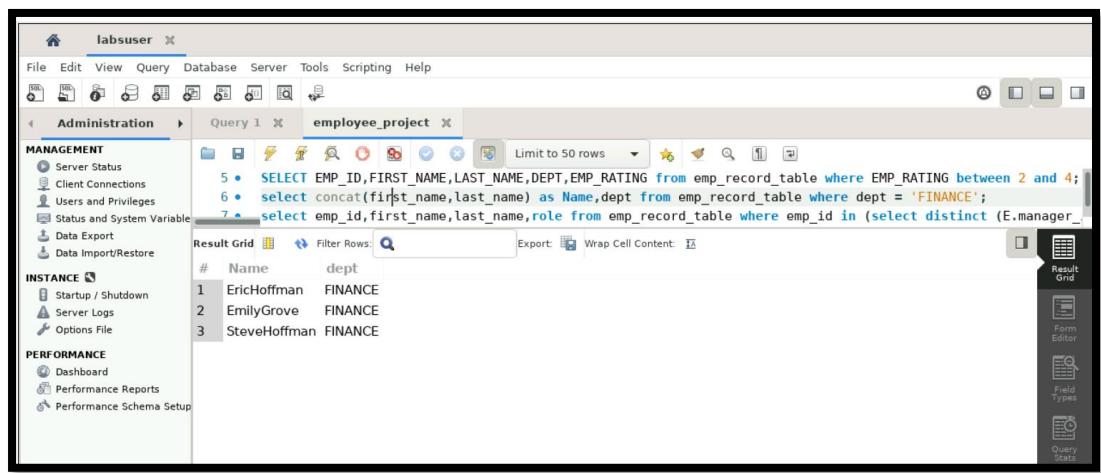 labsuser
File Edit View Query Database Server Tools Scripting Help
Administration
Query 1
employee_project
MANAGEMENT
Server Status
Client Connections
Users and Privileges
Status and System Variable
Data Export
Data Import/Restore
INSTANCE
Startup / Shutdown
Server Logs
Options File
PERFORMANCE
Dashboard
Performance Reports
Performance Schema Setup
Limit to 50 rows
5 SELECT EMP_ID,FIRST_NAME,LAST_NAME,DEPT,EMP_RATING from emp_record_table where EMP_RATING between 2 and 4;
6 select concat(first_name,last_name) as Name,dept from emp_record_table where dept = 'FINANCE';
7 select emp_id,first_name,last_name,role from emp_record_table where emp_id in (select distinct (E.manager_
Result Grid Filter Rows: Export: Wrap Cell Content:
# Name dept
1 EricHoffman FINANCE
2 EmilyGrove FINANCE
3 SteveHoffman FINANCE
Result
Grid
Form
Editor
Field
Types
Query
Stats